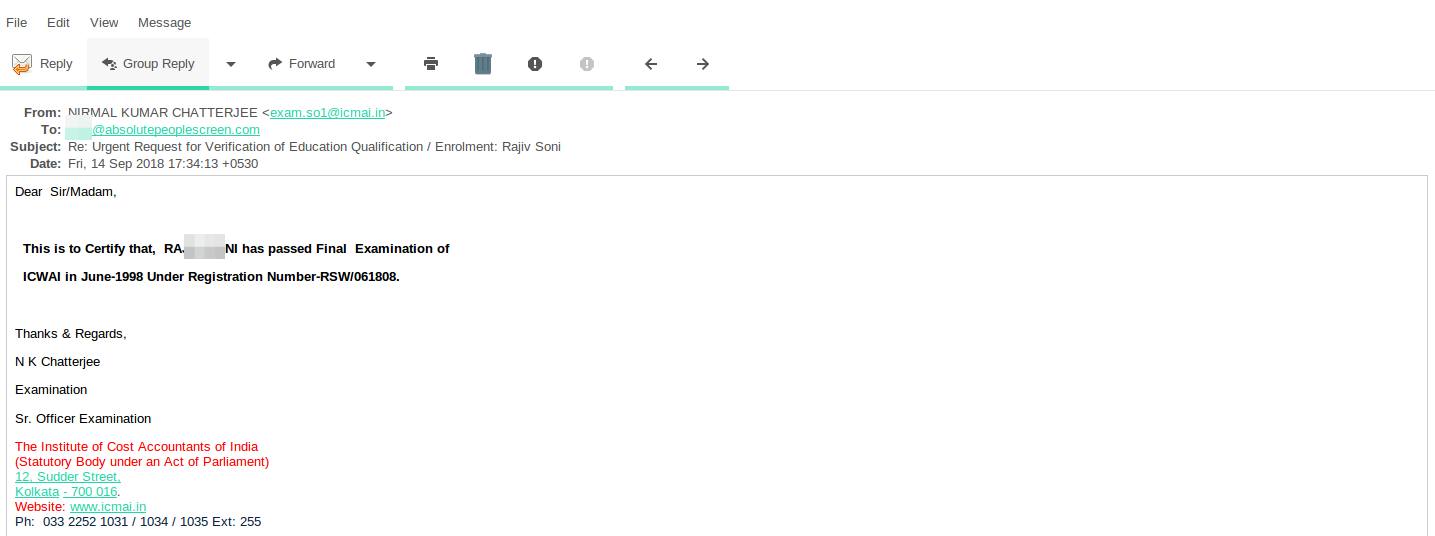 File Edit View Message
Reply Group Reply Forward
From: NIRMAL KUMAR CHATTERJEE <exam.so1@icmai.in>
To: @absolutepeoplescreen.com
Subject: Re: Urgent Request for Verification of Education Qualification / Enrolment: Rajiv Soni
Date: Fri, 14 Sep 2018 17:34:13 +0530
Dear  Sir/Madam,
This is to Certify that,  RA NI has passed Final  Examination of
ICWAI in June-1998 Under Registration Number-RSW/061808.
Thanks & Regards,
N K Chatterjee
Examination
Sr. Officer Examination
The Institute of Cost Accountants of India
(Statutory Body under an Act of Parliament)
12, Sudder Street,
Kolkata - 700 016.
Website: www.icmai.in
Ph:  033 2252 1031 / 1034 / 1035 Ext: 255